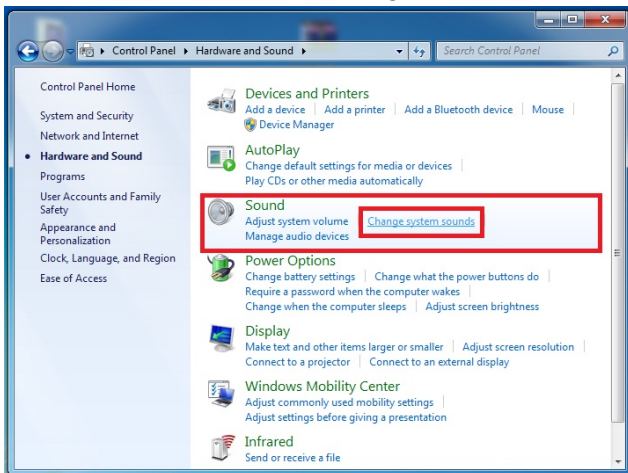 Control Panel Hardware and Sound
Search Control Panel
Control Panel Home
System and Security
Network and Internet
Hardware and Sound
Programs
User Accounts and Family
Safety
Appearance and
Personalization
Clock, Language, and Region
Ease of Access
Devices and Printers
Add a device Add a printer Add a Bluetooth device Mouse
Device Manager
AutoPlay
Change default settings for media or devices
Play CDs or other media automatically
Sound
Adjust system volume Change system sounds
Manage audio devices
Power Options
Change battery settings Change what the power buttons do
Require a password when the computer wakes
Change when the computer sleeps Adjust screen brightness
Display
Make text and other items larger or smaller Adjust screen resolution
Connect to a projector Connect to an external display
Windows Mobility Center
Adjust commonly used mobility settings
Adjust settings before giving a presentation
Infrared
Send or receive a file